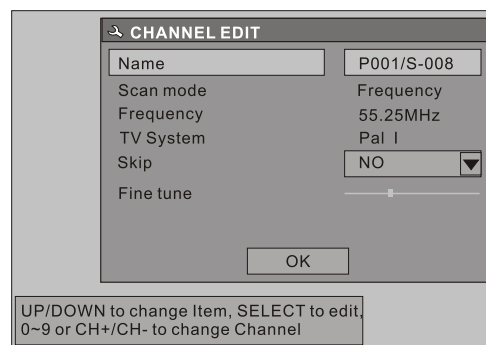 CHANNEL EDIT
Name P001/S-008
Scan mode Frequency
Frequency 55.25MHz
TV System Pal I
Skip NO
Fine tune
OK
UP/DOWN to change Item, SELECT to edit,
0~9 or CH+/CH- to change Channel